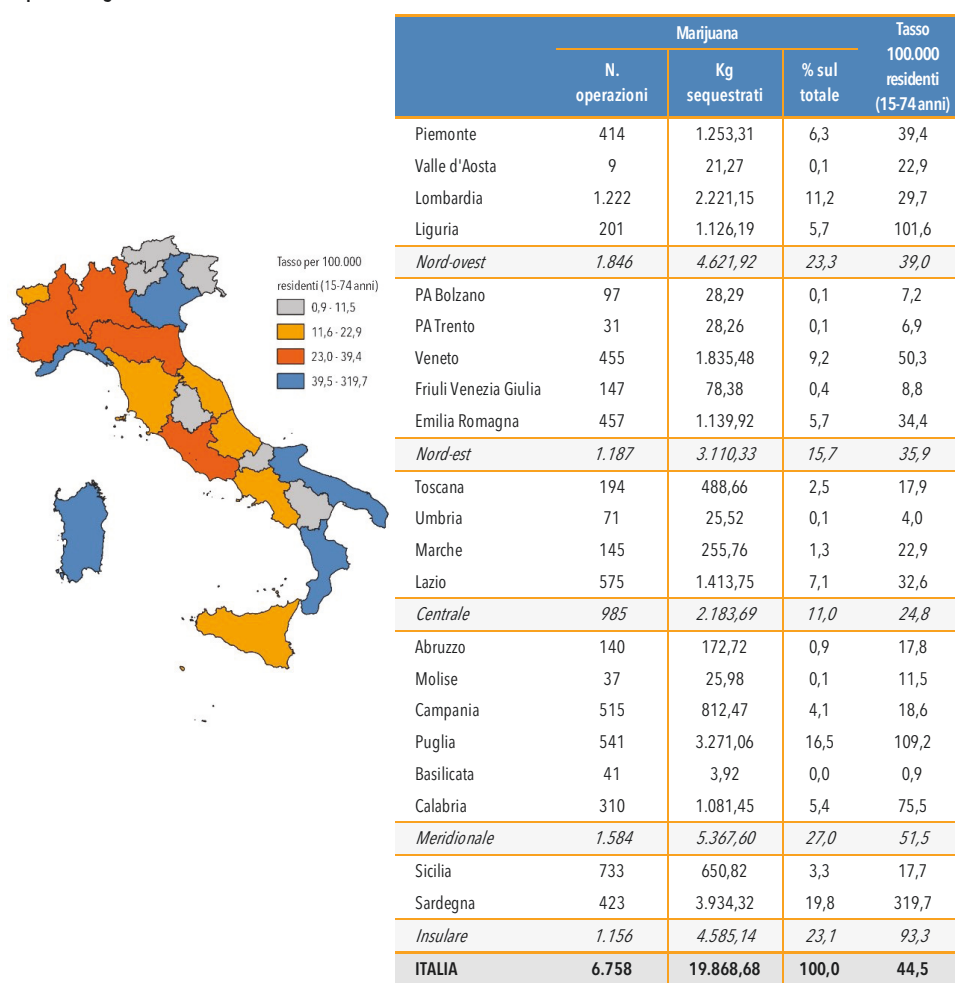 Tasso per 100.000
residenti (15-74 anni)
0,9 - 11,5
11,6 - 22,9
23,0 - 39,4
39,5 - 319,7
Marijuana
Tasso
100.000
residenti
(15-74 anni)
N.
operazioni
Kg
sequestrati
% sul
totale
Piemonte 414 1.253,31 6,3 39,4
Valle d'Aosta 9 21,27 0,1 22,9
Lombardia 1.222 2.221,15 11,2 29,7
Liguria 201 1.126,19 5,7 101,6
Nord-ovest 1.846 4.621,92 23,3 39,0
PA Bolzano 97 28,29 0,1 7,2
PA Trento 31 28,26 0,1 6,9
Veneto 455 1.835,48 9,2 50,3
Friuli Venezia Giulia 147 78,38 0,4 8,8
Emilia Romagna 457 1.139,92 5,7 34,4
Nord-est 1.187 3.110,33 15,7 35,9
Toscana 194 488,66 2,5 17,9
Umbria 71 25,52 0,1 4,0
Marche 145 255,76 1,3 22,9
Lazio 575 1.413,75 7,1 32,6
Centrale 985 2.183,69 11,0 24,8
Abruzzo 140 172,72 0,9 17,8
Molise 37 25,98 0,1 11,5
Campania 515 812,47 4,1 18,6
Puglia 541 3.271,06 16,5 109,2
Basilicata 41 3,92 0,0 0,9
Calabria 310 1.081,45 5,4 75,5
Meridionale 1.584 5.367,60 27,0 51,5
Sicilia 733 650,82 3,3 17,7
Sardegna 423 3.934,32 19,8 319,7
Insulare 1.156 4.585,14 23,1 93,3
ITALIA 6.758 19.868,68 100,0 44,5